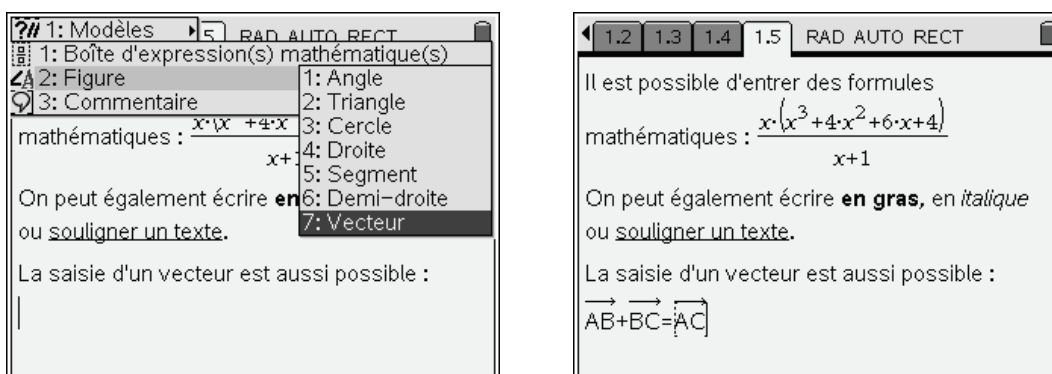 1: Modèles
5 RAD AUTO RECT
1: Boîte d'expression(s) mathématique(s)
2: Figure
3: Commentaire
1: Angle
2: Triangle
3: Cercle
4: Droite
5: Segment
6: Demi-droite
7: Vecteur
mathématiques :
x+1
On peut également écrire en
ou souligner un texte.
La saisie d'un vecteur est aussi possible :
1.2 1.3 1.4 1.5 RAD AUTO RECT
Il est possible d'entrer des formules
mathématiques : x·(x³+4·x²+6·x+4)
x+1
On peut également écrire en gras, en italique
ou souligner un texte.
La saisie d'un vecteur est aussi possible :
AB+BC=AC